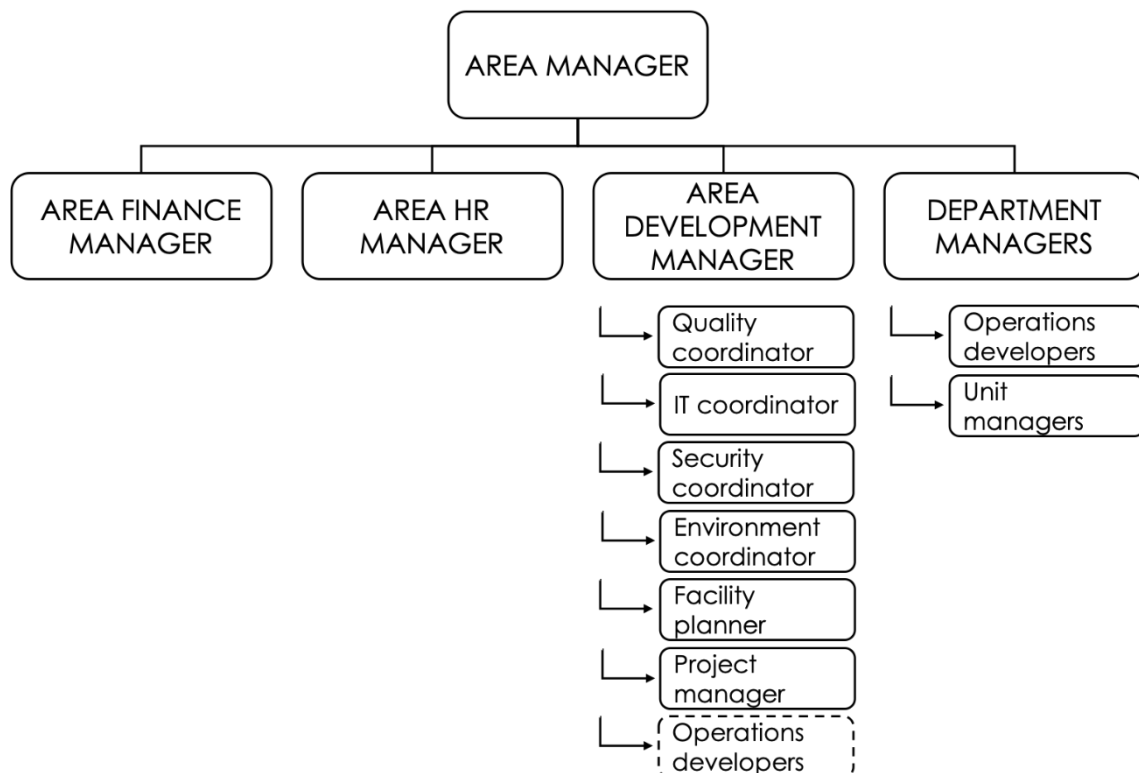 AREA MANAGER
AREA FINANCE
MANAGER
AREA HR
MANAGER
AREA
DEVELOPMENT
MANAGER
DEPARTMENT
MANAGERS
Quality
coordinator
IT coordinator
Security
coordinator
Environment
coordinator
Facility
planner
Project
manager
Operations
developers
Operations
developers
Unit
managers